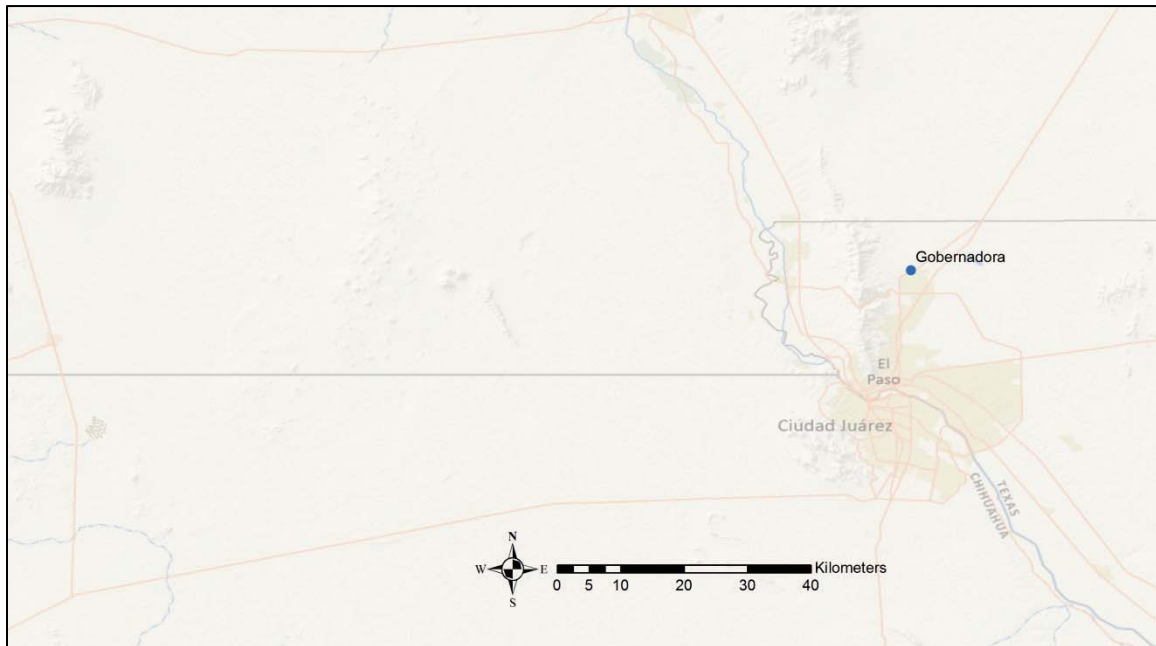 Gobernadora
El
Paso
Ciudad Juárez
TEXAS
CHIHUAHUA
N
W E
S
Kilometers
0 5 10 20 30 40